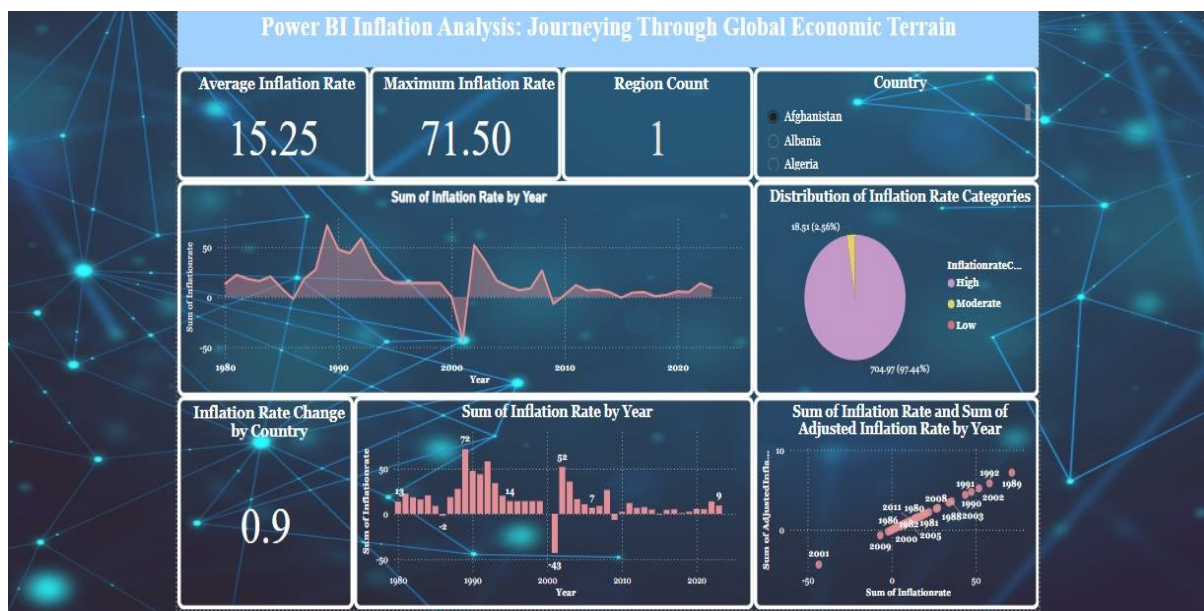 Power BI Inflation Analysis: Journeying Through Global Economic Terrain
Average Inflation Rate
15.25
Maximum Inflation Rate
71.50
Region Count
1
Country
Afghanistan
Albania
Algeria
Sum of Inflation Rate by Year
Sum of Inflationrate
50
0
-50
1980
1990
2000
2010
2020
Year
Distribution of Inflation Rate Categories
18.51 (2.56%)
704.97 (97.44%)
InflationrateC...
High
Moderate
Low
Inflation Rate Change
by Country
0.9
Sum of Inflation Rate by Year
Sum of Inflationrate
50
0
-50
13
-2
72
14
-43
52
7
9
1980
1990
2000
2010
2020
Year
Sum of Inflation Rate and Sum of
Adjusted Inflation Rate by Year
Sum of AdjustedInfla...
10
0
2001
2009
1986
2011
1982
2000
1980
2005
1981
2008
1988
1991
1990
2003
1992
2002
1989
-50
0
50
Sum of Inflationrate